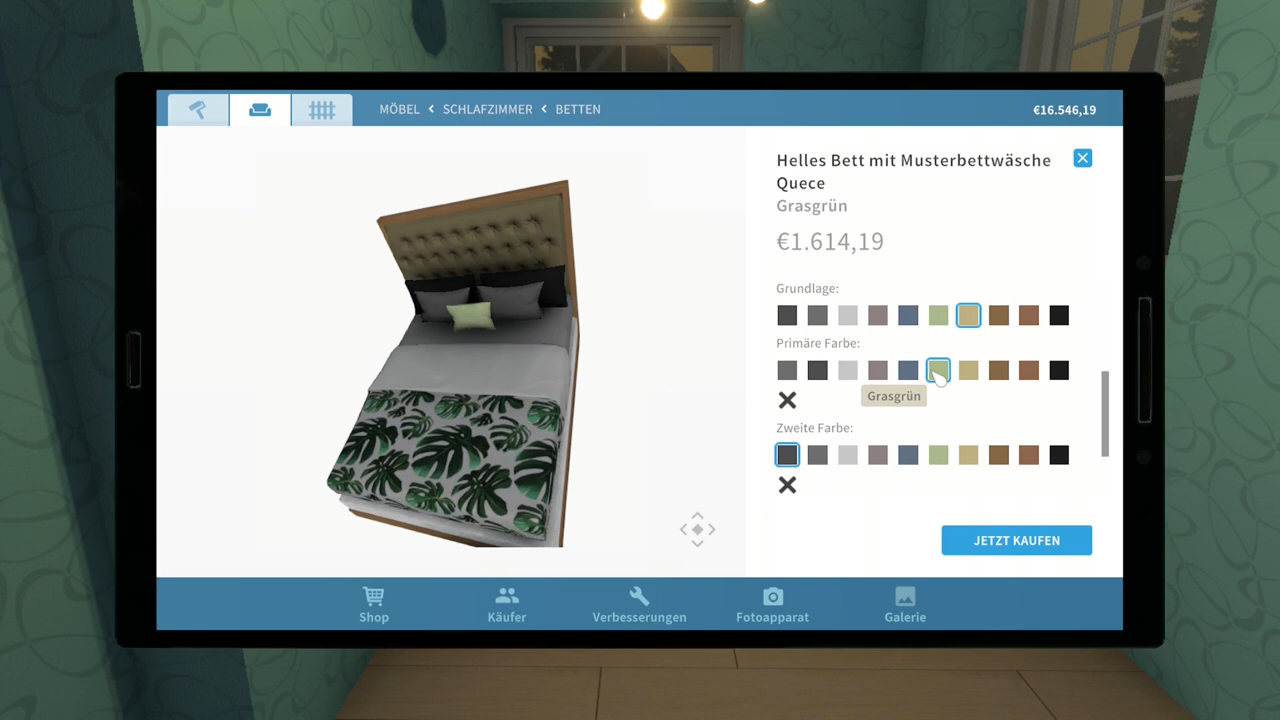 MÖBEL < SCHLAFZIMMER < BETTEN
€16.546,19
Helles Bett mit Musterbettwäsche
Quece
Grasgrün
€1.614,19
Grundlage:
Primäre Farbe:
Grasgrün
Zweite Farbe:
JETZT KAUFEN
Shop
Käufer
Verbesserungen
Fotoapparat
Galerie